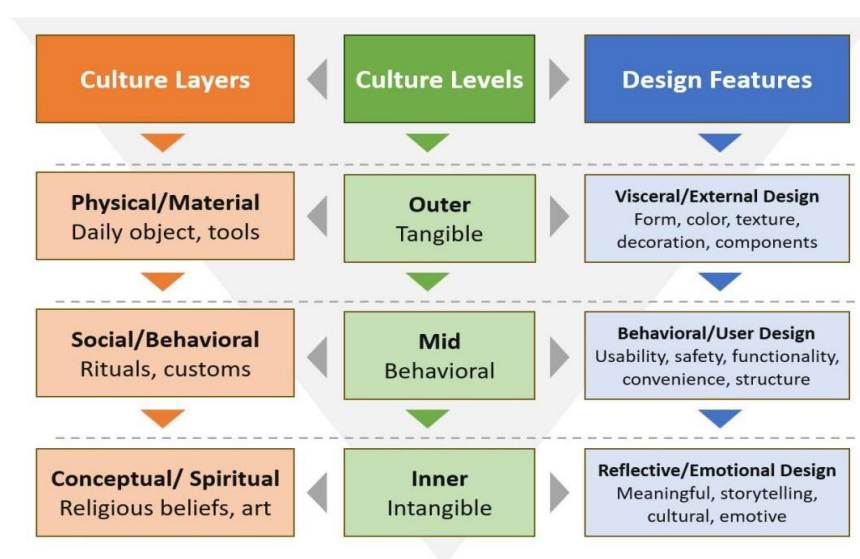 Culture Layers
Culture Levels
Design Features
Physical/Material
Daily object, tools
Outer
Tangible
Visceral/External Design
Form, color, texture,
decoration, components
Social/Behavioral
Rituals, customs
Mid
Behavioral
Behavioral/User Design
Usability, safety, functionality,
convenience, structure
Conceptual/ Spiritual
Religious beliefs, art
Inner
Intangible
Reflective/Emotional Design
Meaningful, storytelling,
cultural, emotive